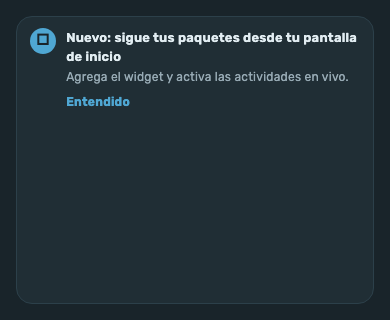 Nuevo: sigue tus paquetes desde tu pantalla
de inicio
Agrega el widget y activa las actividades en vivo.
Entendido